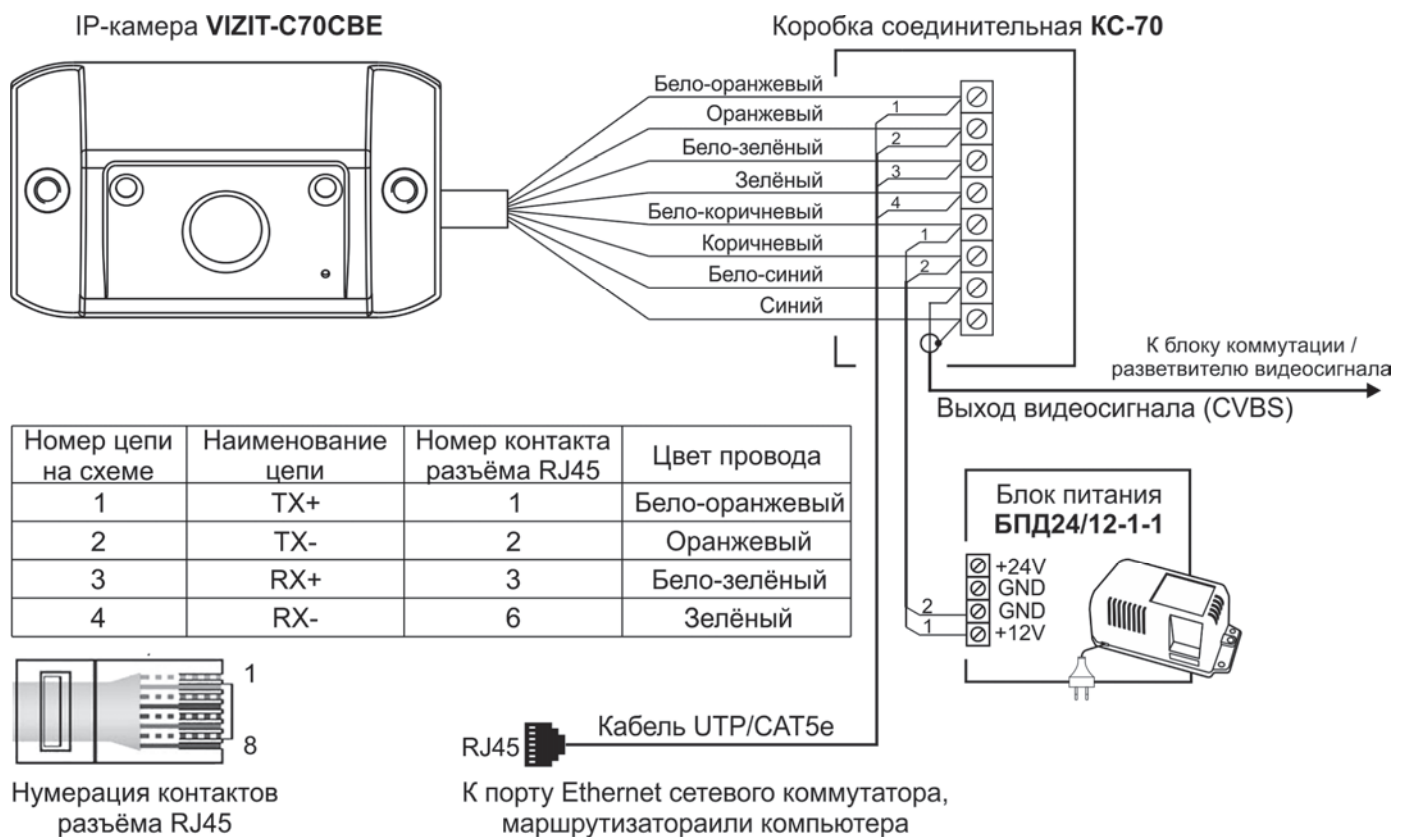 IP-камера VIZIT-C70CBE
Коробка соединительная КС-70
Бело-оранжевый
Оранжевый
Бело-зелёный
Зелёный
Бело-коричневый
Коричневый
Бело-синий
Синий
1
2
3
4
1
2
К блоку коммутации /
разветвителю видеосигнала
Выход видеосигнала (CVBS)
Номер цепи на схеме Наименование цепи Номер контакта разъёма RJ45 Цвет провода
1 TX+ 1 Бело-оранжевый
2 TX- 2 Оранжевый
3 RX+ 3 Бело-зелёный
4 RX- 6 Зелёный
Блок питания
БПД24/12-1-1
+24V
GND
2 GND
1 +12V
1
8
Нумерация контактов
разъёма RJ45
RJ45
Кабель UTP/CAT5e
К порту Ethernet сетевого коммутатора,
маршрутизатораили компьютера